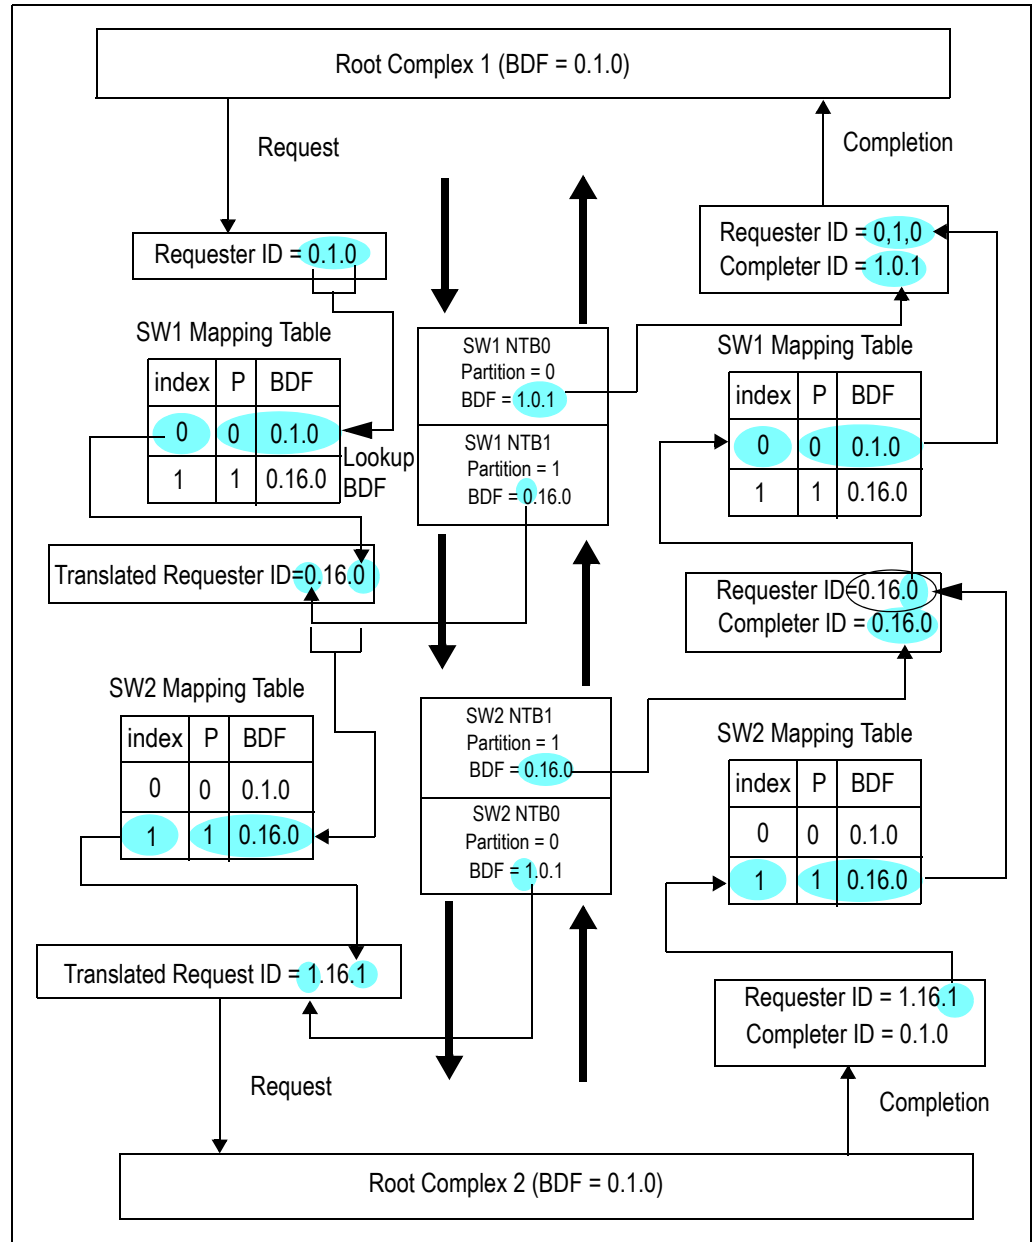 Root Complex 1 (BDF = 0.1.0)
Request
Completion
Requester ID = 0.1.0
Requester ID = 0,1,0
Completer ID = 1.0.1
SW1 Mapping Table
index P BDF
0 0 0.1.0
1 1 0.16.0
Lookup
BDF
SW1 NTB0
Partition = 0
BDF = 1.0.1
SW1 NTB1
Partition = 1
BDF = 0.16.0
SW1 Mapping Table
index P BDF
0 0 0.1.0
1 1 0.16.0
Translated Requester ID=0.16.0
Requester ID=0.16.0
Completer ID = 0.16.0
SW2 Mapping Table
index P BDF
0 0 0.1.0
1 1 0.16.0
SW2 NTB1
Partition = 1
BDF = 0.16.0
SW2 NTB0
Partition = 0
BDF = 1.0.1
SW2 Mapping Table
index P BDF
0 0 0.1.0
1 1 0.16.0
Translated Request ID = 1.16.1
Requester ID = 1.16.1
Completer ID = 0.1.0
Request
Completion
Root Complex 2 (BDF = 0.1.0)